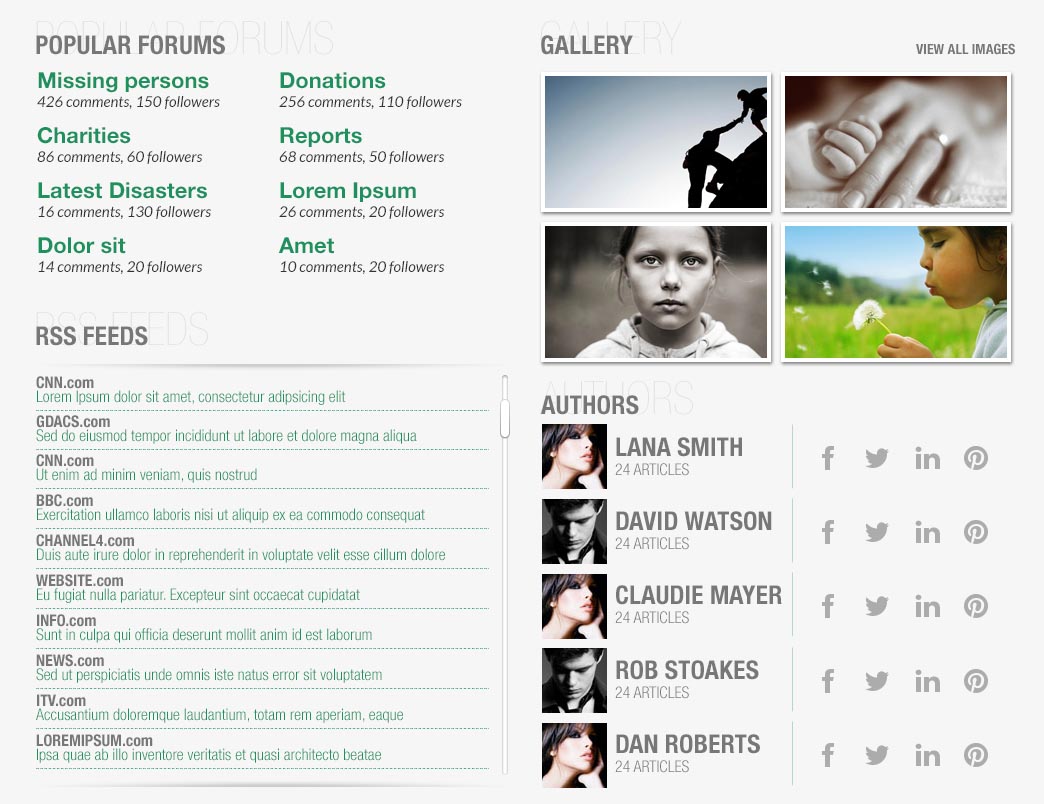 POPULAR FORUMS
POPULAR FORUMS
Missing persons
426 comments, 150 followers
Charities
86 comments, 60 followers
Latest Disasters
16 comments, 130 followers
Dolor sit
14 comments, 20 followers
Donations
256 comments, 110 followers
Reports
68 comments, 50 followers
Lorem Ipsum
26 comments, 20 followers
Amet
10 comments, 20 followers
RSS FEEDS
RSS FEEDS
CNN.com
Lorem Ipsum dolor sit amet, consectetur adipsicing elit
GDACS.com
Sed do eiusmod tempor incididunt ut labore et dolore magna aliqua
CNN.com
Ut enim ad minim veniam, quis nostrud
BBC.com
Exercitation ullamco laboris nisi ut aliquip ex ea commodo consequat
CHANNEL4.com
Duis aute irure dolor in reprehenderit in voluptate velit esse cillum dolore
WEBSITE.com
Eu fugiat nulla pariatur. Excepteur sint occaecat cupidatat
INFO.com
Sunt in culpa qui officia deserunt mollit anim id est laborum
NEWS.com
Sed ut perspiciatis unde omnis iste natus error sit voluptatem
ITV.com
Accusantium doloremque laudantium, totam rem aperiam, eaque
LOREMIPSUM.com
Ipsa quae ab illo inventore veritatis et quasi architecto beatae
GALLERY
GALLERY
VIEW ALL IMAGES
AUTHORS
AUTHORS
LANA SMITH
24 ARTICLES
DAVID WATSON
24 ARTICLES
CLAUDIE MAYER
24 ARTICLES
ROB STOAKES
24 ARTICLES
DAN ROBERTS
24 ARTICLES